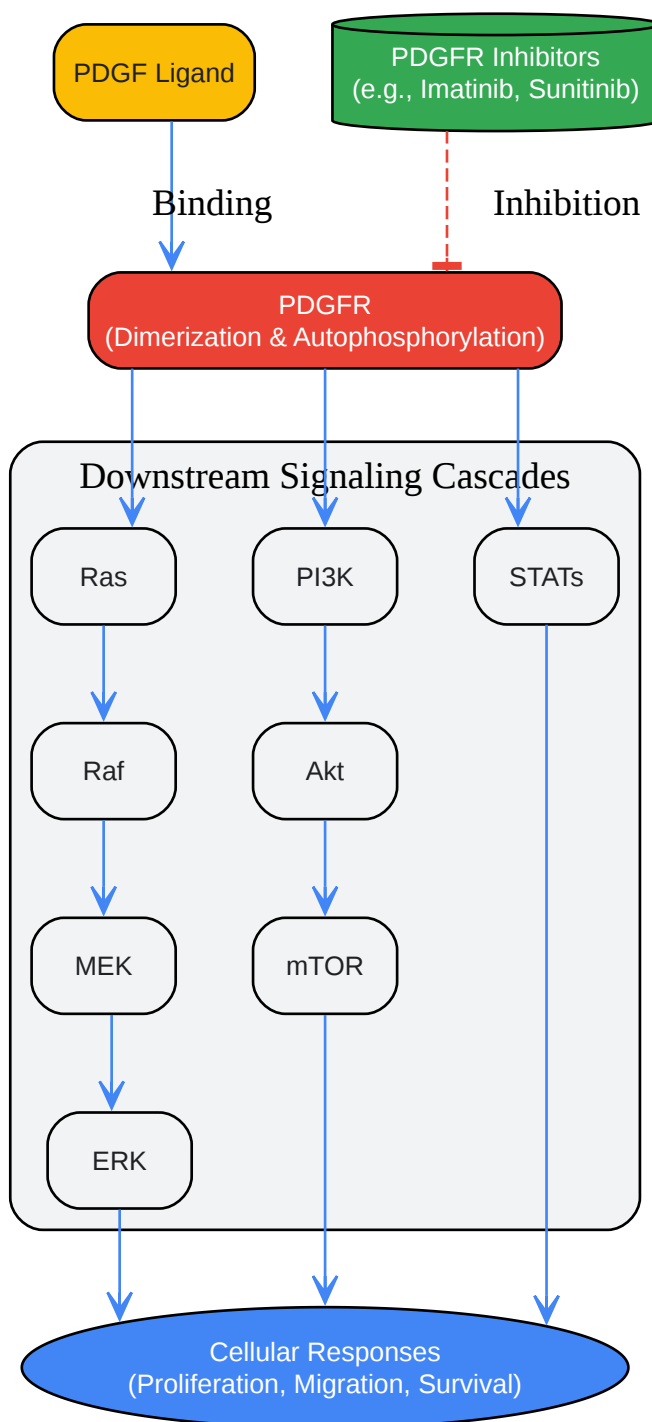 PDGF Ligand
PDGFR Inhibitors
(e.g., Imatinib, Sunitinib)
Binding
Inhibition
PDGFR
(Dimerization & Autophosphorylation)
Downstream Signaling Cascades
Ras
PI3K
STATs
Raf
Akt
MEK
mTOR
ERK
Cellular Responses
(Proliferation, Migration, Survival)